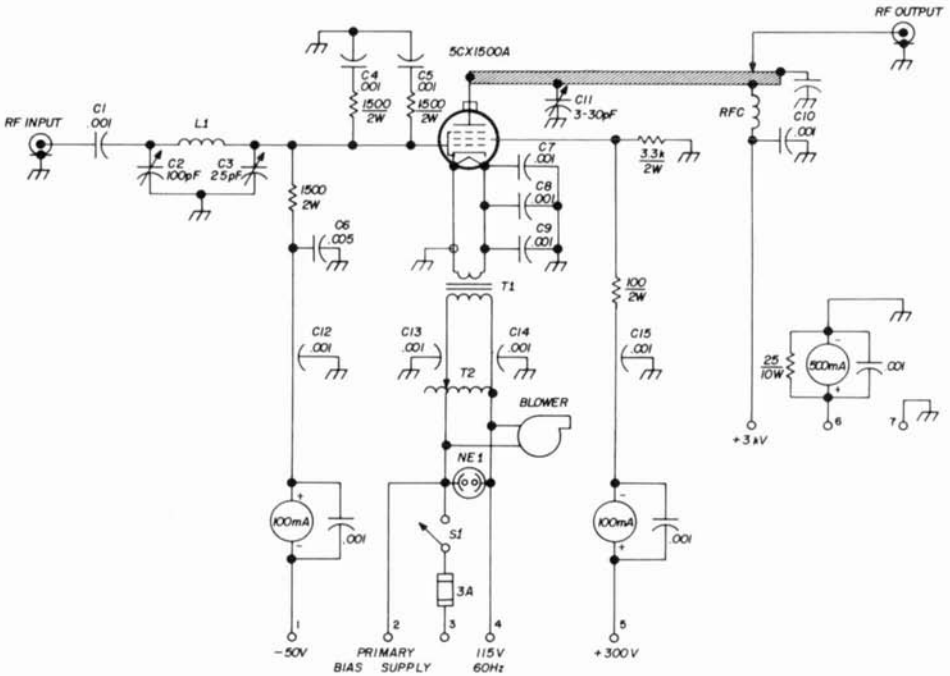 RF OUTPUT
5CX1500A
C4
.001
C5
.001
1500
2W
1500
2W
C1
.001
RF INPUT
L1
C2
100pF
C3
25pF
C11
3-30pF
RFC
C10
.001
C7
.001
3.3k
2W
C8
.001
C9
.001
1500
2W
C6
.005
T1
100
2W
C12
.001
C13
.001
C14
.001
C15
.001
T2
25
10W
-
500mA
+
.001
BLOWER
+3 kV
6
7
NE1
+
100mA
-
.001
S1
-
100mA
+
.001
3A
1
2
3
4
5
-50V
PRIMARY
BIAS SUPPLY
115V
60Hz
+300V